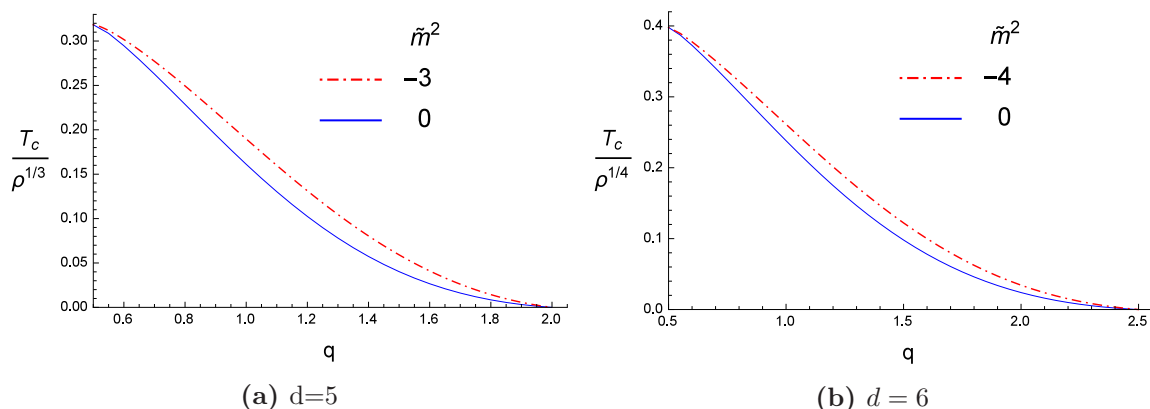 0.30
0.25
0.20
0.15
0.10
0.05
0.00
T_c / ρ^{1/3}
m̃²
−3
0
0.6 0.8 1.0 1.2 1.4 1.6 1.8 2.0
q
(a) d=5
0.4
0.3
0.2
0.1
0.0
T_c / ρ^{1/4}
m̃²
−4
0
0.5 1.0 1.5 2.0 2.5
q
(b) d = 6